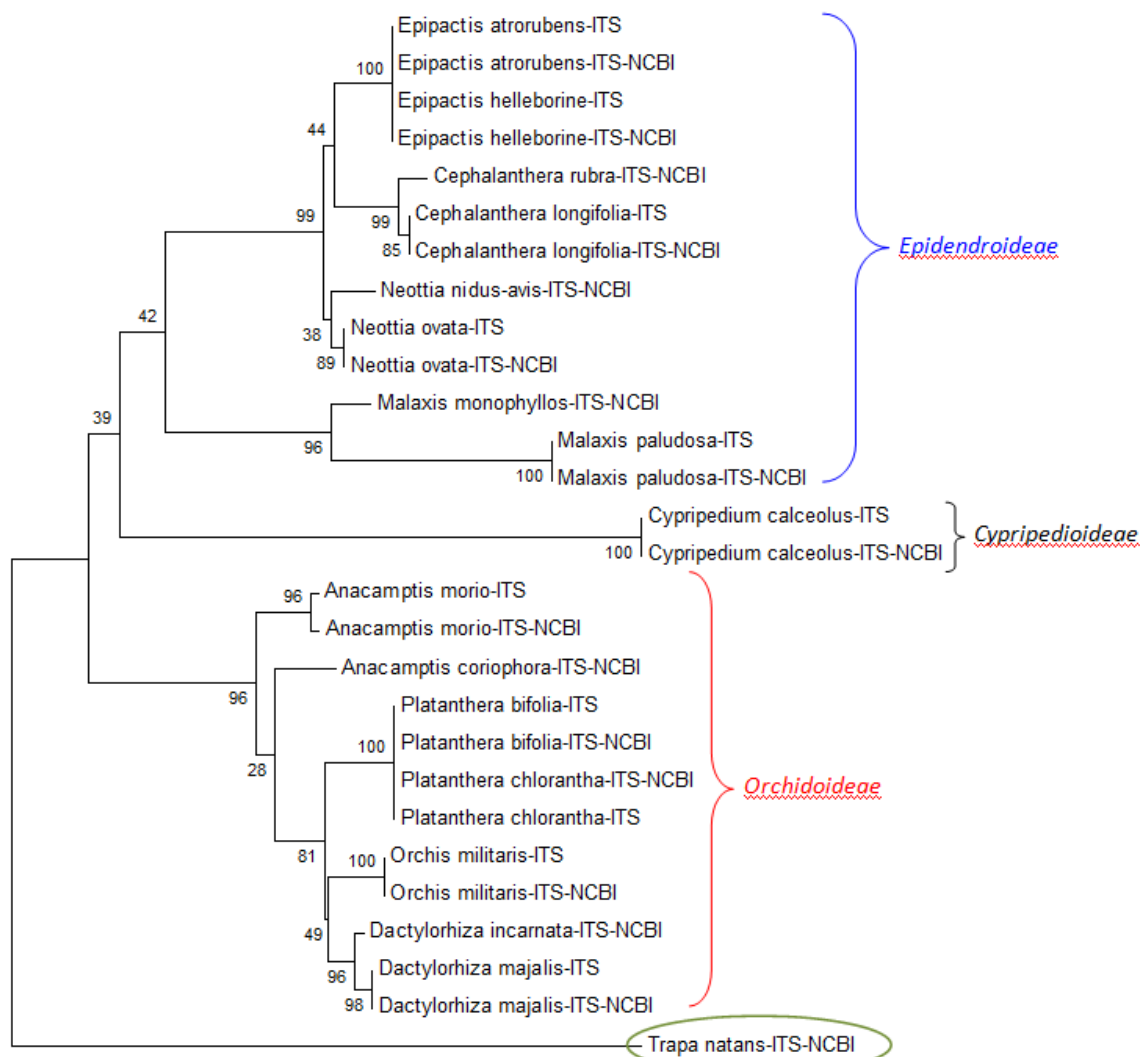 Epipactis atrorubens-ITS
Epipactis atrorubens-ITS-NCBI
100
Epipactis helleborine-ITS
Epipactis helleborine-ITS-NCBI
44
Cephalanthera rubra-ITS-NCBI
99
Cephalanthera longifolia-ITS
99
85
Cephalanthera longifolia-ITS-NCBI
Epidendroideae
Neottia nidus-avis-ITS-NCBI
42
Neottia ovata-ITS
38
89
Neottia ovata-ITS-NCBI
Malaxis monophyllos-ITS-NCBI
39
96
Malaxis paludosa-ITS
100
Malaxis paludosa-ITS-NCBI
Cypripedium calceolus-ITS
Cypripedioideae
100
Cypripedium calceolus-ITS-NCBI
Anacamptis morio-ITS
96
Anacamptis morio-ITS-NCBI
Anacamptis coriophora-ITS-NCBI
96
Platanthera bifolia-ITS
Platanthera bifolia-ITS-NCBI
100
28
Platanthera chlorantha-ITS-NCBI
Orchidoideae
Platanthera chlorantha-ITS
81
Orchis militaris-ITS
100
Orchis militaris-ITS-NCBI
49
Dactylorhiza incarnata-ITS-NCBI
96
Dactylorhiza majalis-ITS
98
Dactylorhiza majalis-ITS-NCBI
Trapa natans-ITS-NCBI